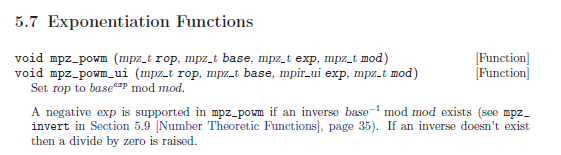 5.7 Exponentiation Functions
void mpz_powm (mpz_t rop, mpz_t base, mpz_t exp, mpz_t mod) [Function]
void mpz_powm_ui (mpz_t rop, mpz_t base, mpir_ui exp, mpz_t mod) [Function]
Set rop to base^exp mod mod.
A negative exp is supported in mpz_powm if an inverse base^-1 mod mod exists (see mpz_
invert in Section 5.9 [Number Theoretic Functions], page 35). If an inverse doesn't exist
then a divide by zero is raised.